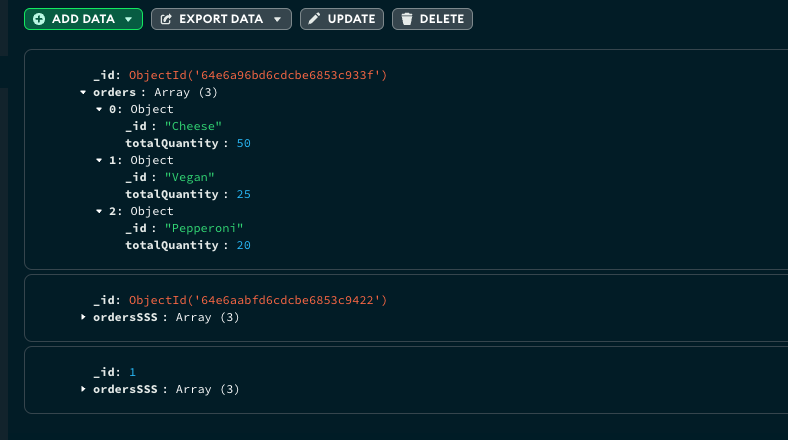 ADD DATA EXPORT DATA UPDATE DELETE
_id: ObjectId('64e6a96bd6cdcbe6853c933f')
orders: Array (3)
0: Object
_id: "Cheese"
totalQuantity: 50
1: Object
_id: "Vegan"
totalQuantity: 25
2: Object
_id: "Pepperoni"
totalQuantity: 20
_id: ObjectId('64e6aabfd6cdcbe6853c9422')
ordersSSS: Array (3)
_id: 1
ordersSSS: Array (3)